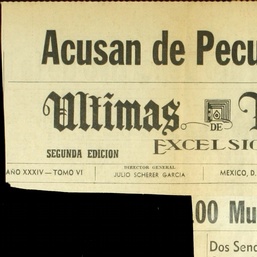 Acusan de Pecu
Ultimas DE
EXCELSIO
SEGUNDA EDICION
AÑO XXXIV — TOMO VI
DIRECTOR GENERAL
JULIO SCHERER GARCIA
MEXICO, D.
00 Mu
Dos Senc